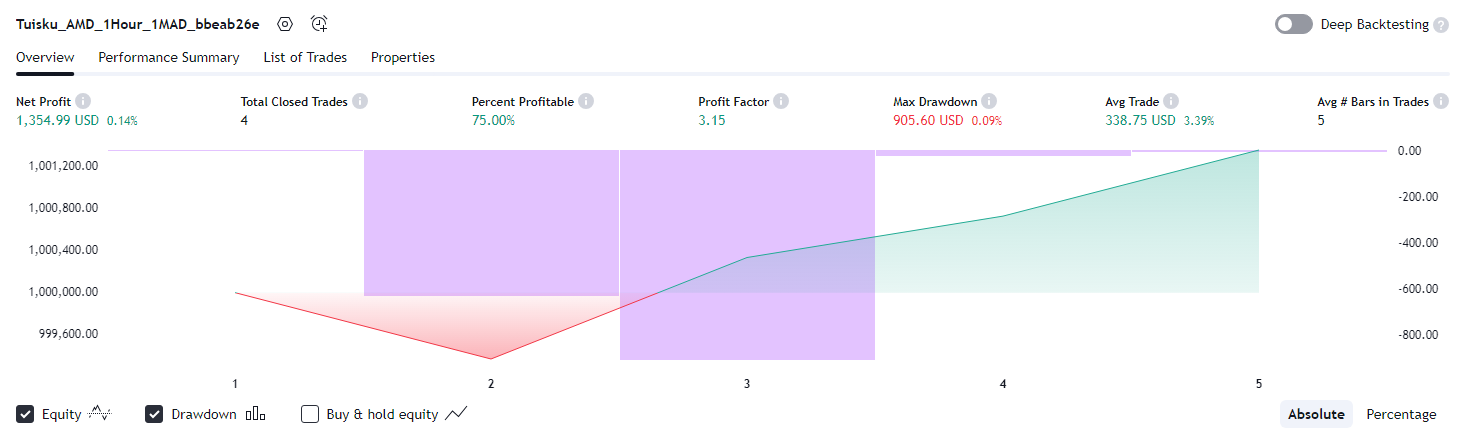 Tuisku_AMD_1Hour_1MAD_bbeab26e
Deep Backtesting ?
Overview Performance Summary List of Trades Properties
Net Profit i Total Closed Trades i Percent Profitable i Profit Factor i Max Drawdown i Avg Trade i Avg # Bars in Trades i
1,354.99 USD 0.14% 4 75.00% 3.15 905.60 USD 0.09% 338.75 USD 3.39% 5
1,001,200.00
1,000,800.00
1,000,400.00
1,000,000.00
999,600.00
0.00
-200.00
-400.00
-600.00
-800.00
1 2 3 4 5
Equity Drawdown Buy & hold equity Absolute Percentage